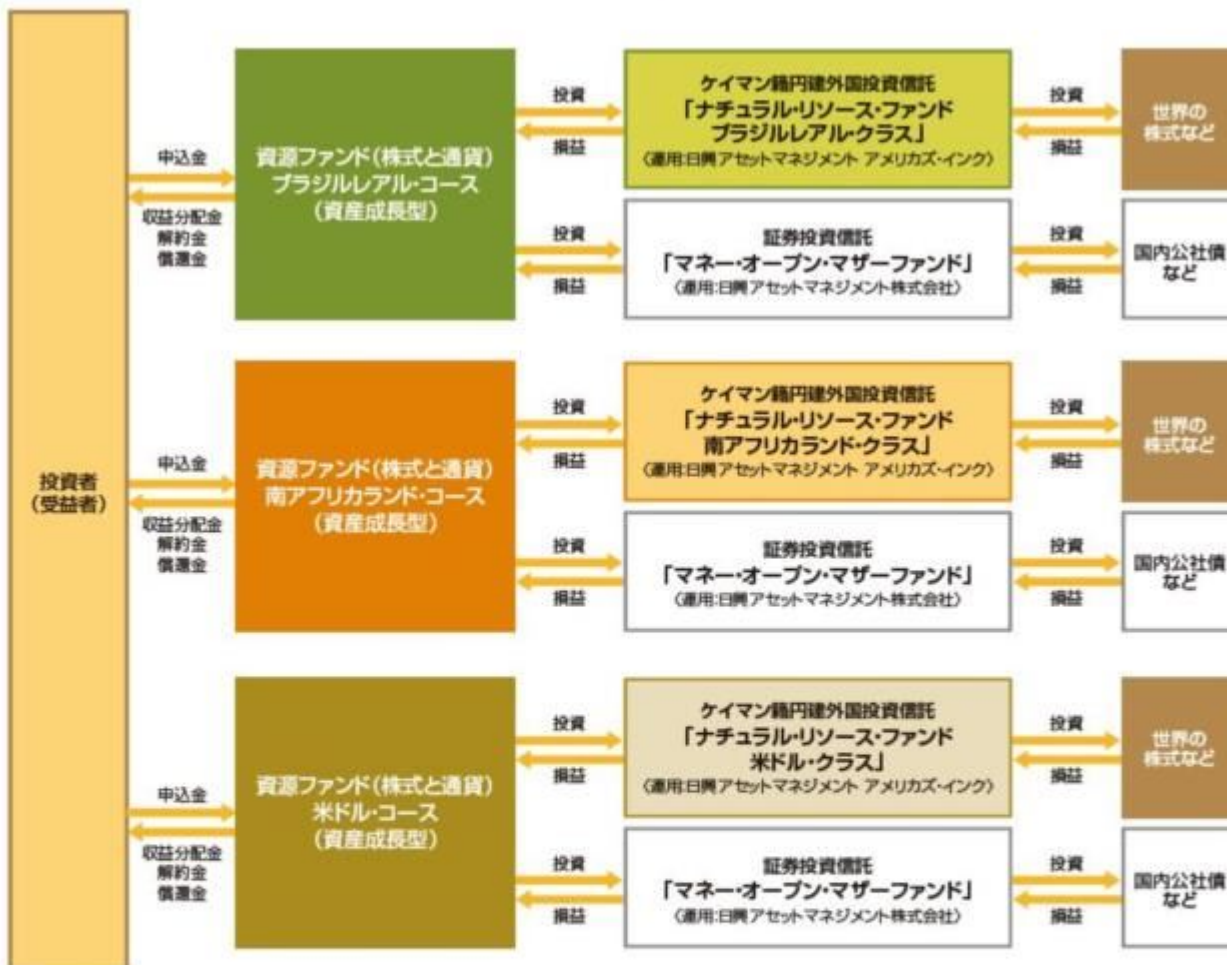 投資者
(受益者)
申込金
収益分配金
解約金
償還金
資源ファンド(株式と通貨)
ブラジルレアル・コース
(資産成長型)
投資
損益
ケイマン籍円建外国投資信託
「ナチュラル・リソース・ファンド
ブラジルレアル・クラス」
〈運用:日興アセットマネジメント アメリカズ・インク〉
投資
損益
世界の
株式など
投資
損益
証券投資信託
「マネー・オープン・マザーファンド」
〈運用:日興アセットマネジメント株式会社〉
投資
損益
国内公社債
など
申込金
収益分配金
解約金
償還金
資源ファンド(株式と通貨)
南アフリカランド・コース
(資産成長型)
投資
損益
ケイマン籍円建外国投資信託
「ナチュラル・リソース・ファンド
南アフリカランド・クラス」
〈運用:日興アセットマネジメント アメリカズ・インク〉
投資
損益
世界の
株式など
投資
損益
証券投資信託
「マネー・オープン・マザーファンド」
〈運用:日興アセットマネジメント株式会社〉
投資
損益
国内公社債
など
申込金
収益分配金
解約金
償還金
資源ファンド(株式と通貨)
米ドル・コース
(資産成長型)
投資
損益
ケイマン籍円建外国投資信託
「ナチュラル・リソース・ファンド
米ドル・クラス」
〈運用:日興アセットマネジメント アメリカズ・インク〉
投資
損益
世界の
株式など
投資
損益
証券投資信託
「マネー・オープン・マザーファンド」
〈運用:日興アセットマネジメント株式会社〉
投資
損益
国内公社債
など